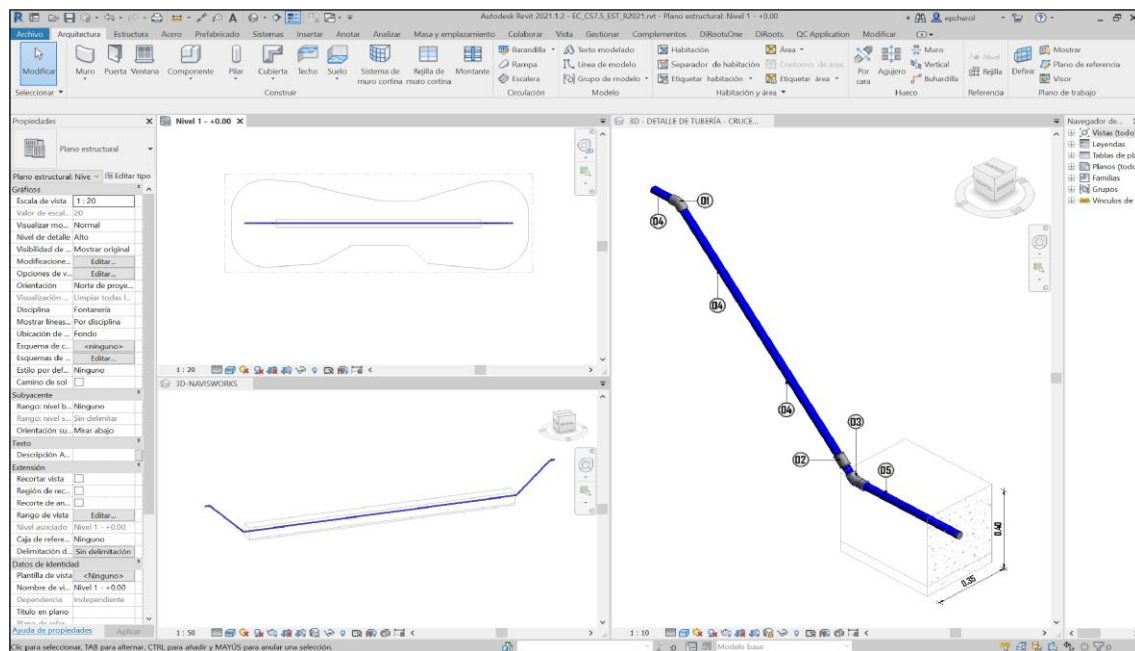 Autodesk Revit 2021.1.2 - EC_CS7.5_EST_R2021.rvt - Plano estructural: Nivel 1 - +0.00
epcherol
Archivo Arquitectura Estructura Acero Prefabricado Sistemas Insertar Anotar Analizar Masa y emplazamiento Colaborar Vista Gestionar Complementos DiRootsOne DiRoots QC Application Modificar
Modificar
Muro
Puerta
Ventana
Componente
Pilar
Cubierta
Techo
Suelo
Sistema de muro cortina
Rejilla de muro cortina
Montante
Barandilla
Rampa
Escalera
Texto modelado
Línea de modelo
Grupo de modelo
Habitación
Separador de habitación
Etiquetar habitación
Área
Contorno de área
Etiquetar área
Por cara
Agujero
Muro
Vertical
Buhardilla
Nivel
Rejilla
Definir
Mostrar
Plano de referencia
Visor
Seleccionar
Construir
Circulación
Modelo
Habitación y área
Hueco
Referencia
Plano de trabajo
Propiedades
Plano estructural
Plano estructural: Nive
Editar tipo
Gráficos
Escala de vista 1 : 20
Valor de escal... 20
Visualizar mo... Normal
Nivel de detalle Alto
Visibilidad de ... Mostrar original
Modificacione... Editar...
Opciones de v... Editar...
Orientación Norte de proye...
Visualización ... Limpiar todas l...
Disciplina Fontanería
Mostrar líneas... Por disciplina
Ubicación de ... Fondo
Esquema de c... <ninguno>
Esquemas de ... Editar...
Estilo por def... Ninguno
Camino de sol
Subyacente
Rango: nivel b... Ninguno
Rango: nivel s... Sin delimitar
Orientación su... Mirar abajo
Texto
Descripción A...
Extensión
Recortar vista
Región de rec...
Recorte de an...
Rango de vista Editar...
Nivel asociado Nivel 1 - +0.00
Caja de refere... Ninguno
Delimitación d... Sin delimitación
Datos de identidad
Plantilla de vista <Ninguno>
Nombre de vi... Nivel 1 - +0.00
Dependencia Independiente
Título en plano
Ayuda de propiedades
Aplicar
Nivel 1 - +0.00
1 : 20
3D-NAVISWORKS
1 : 50
3D - DETALLE DE TUBERÍA - CRUCE...
01
04
04
04
03
02
05
0.40
0.35
1 : 10
Navegador de...
Vistas (todo
Leyendas
Tablas de pl
Planos (todo
Familias
Grupos
Vínculos de
Clic para seleccionar, TAB para alternar, CTRL para añadir y MAYÚS para anular una selección.
:0
Modelo base